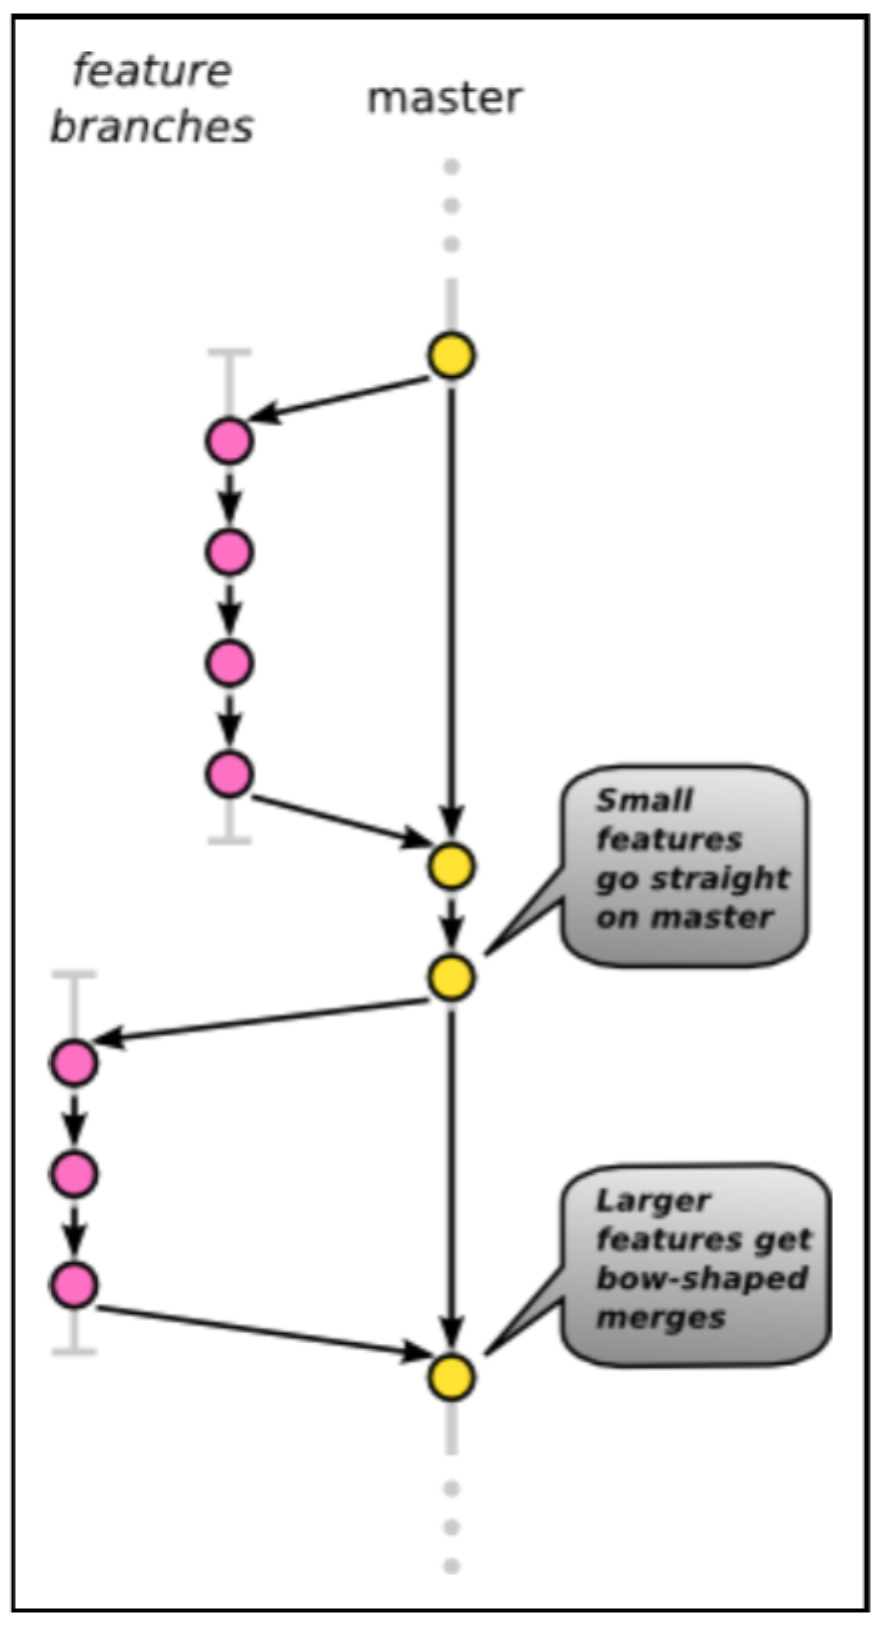 feature
branches
master
Small
features
go straight
on master
Larger
features get
bow-shaped
merges